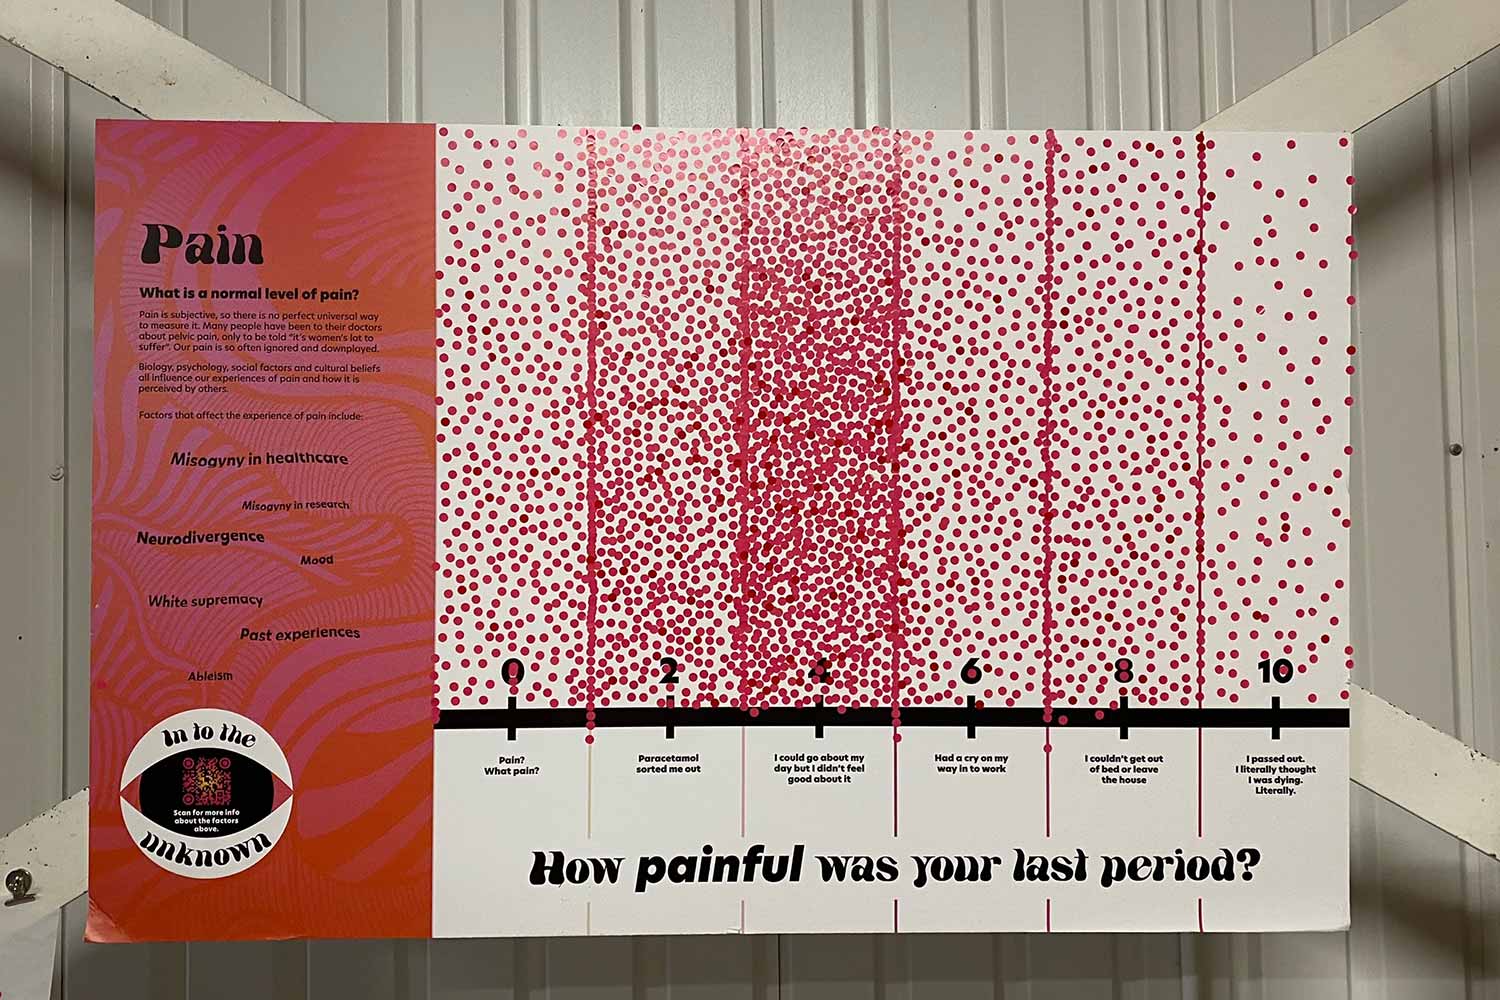 Pain
What is a normal level of pain?
Pain is subjective, so there is no perfect universal way
to measure it. Many people have been to their doctors
about pelvic pain, only to be told "it's women's lot to
suffer". Our pain is so often ignored and downplayed.
Biology, psychology, social factors and cultural beliefs
all influence our experiences of pain and how it is
perceived by others.
Factors that affect the experience of pain include:
Misogyny in healthcare
Misogyny in research
Neurodivergence
Mood
White supremacy
Past experiences
Ableism
In to the
Scan for more info
about the factors
above.
unknown
0 2 4 6 8 10
Pain?
What pain?
Paracetamol
sorted me out
I could go about my
day but I didn't feel
good about it
Had a cry on my
way in to work
I couldn't get out
of bed or leave
the house
I passed out.
I literally thought
I was dying.
Literally.
How painful was your last period?